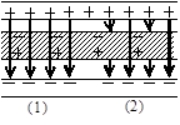 + + + + + + + + + +
− − − −
+ + + +
− − − −
(1) (2)